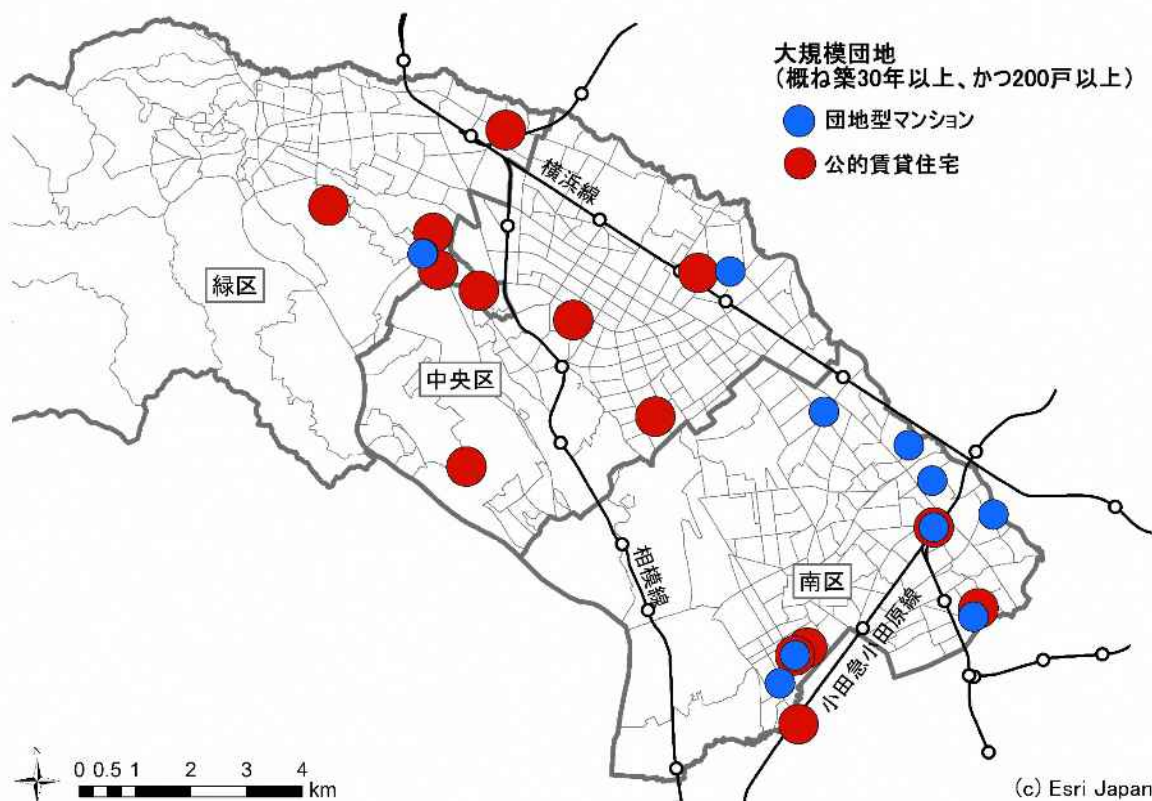 大規模団地
(概ね築30年以上、かつ200戸以上)
団地型マンション
公的賃貸住宅
横浜線
緑区
中央区
相模線
南区
小田急小田原線
N
0 0.5 1 2 3 4
km
(c) Esri Japan